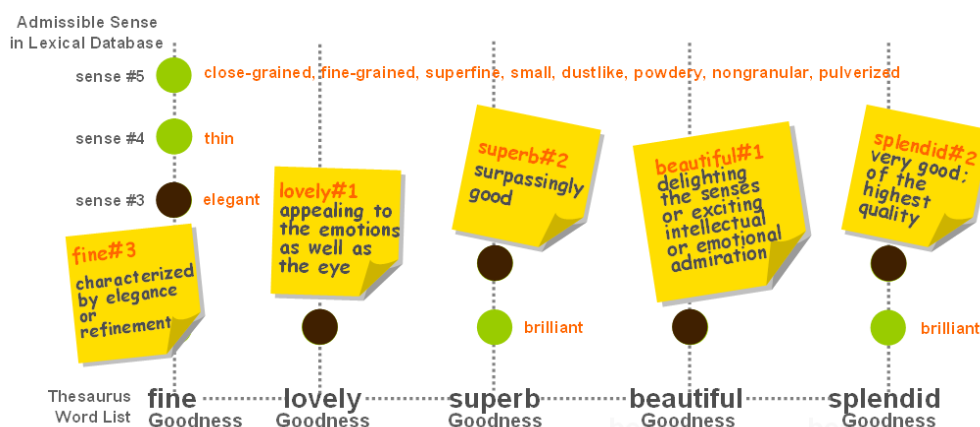 Admissible Sense
in Lexical Database
sense #5
close-grained, fine-grained, superfine, small, dustlike, powdery, nongranular, pulverized
sense #4
thin
sense #3
elegant
fine#3
characterized
by elegance
or
refinement
lovely#1
appealing to
the emotions
as well as
the eye
superb#2
surpassingly
good
brilliant
beautiful#1
delighting
the senses
or exciting
intellectual
or emotional
admiration
splendid#2
very good;
of the
highest
quality
brilliant
Thesaurus
Word List
fine
Goodness
lovely
Goodness
superb
Goodness
beautiful
Goodness
splendid
Goodness